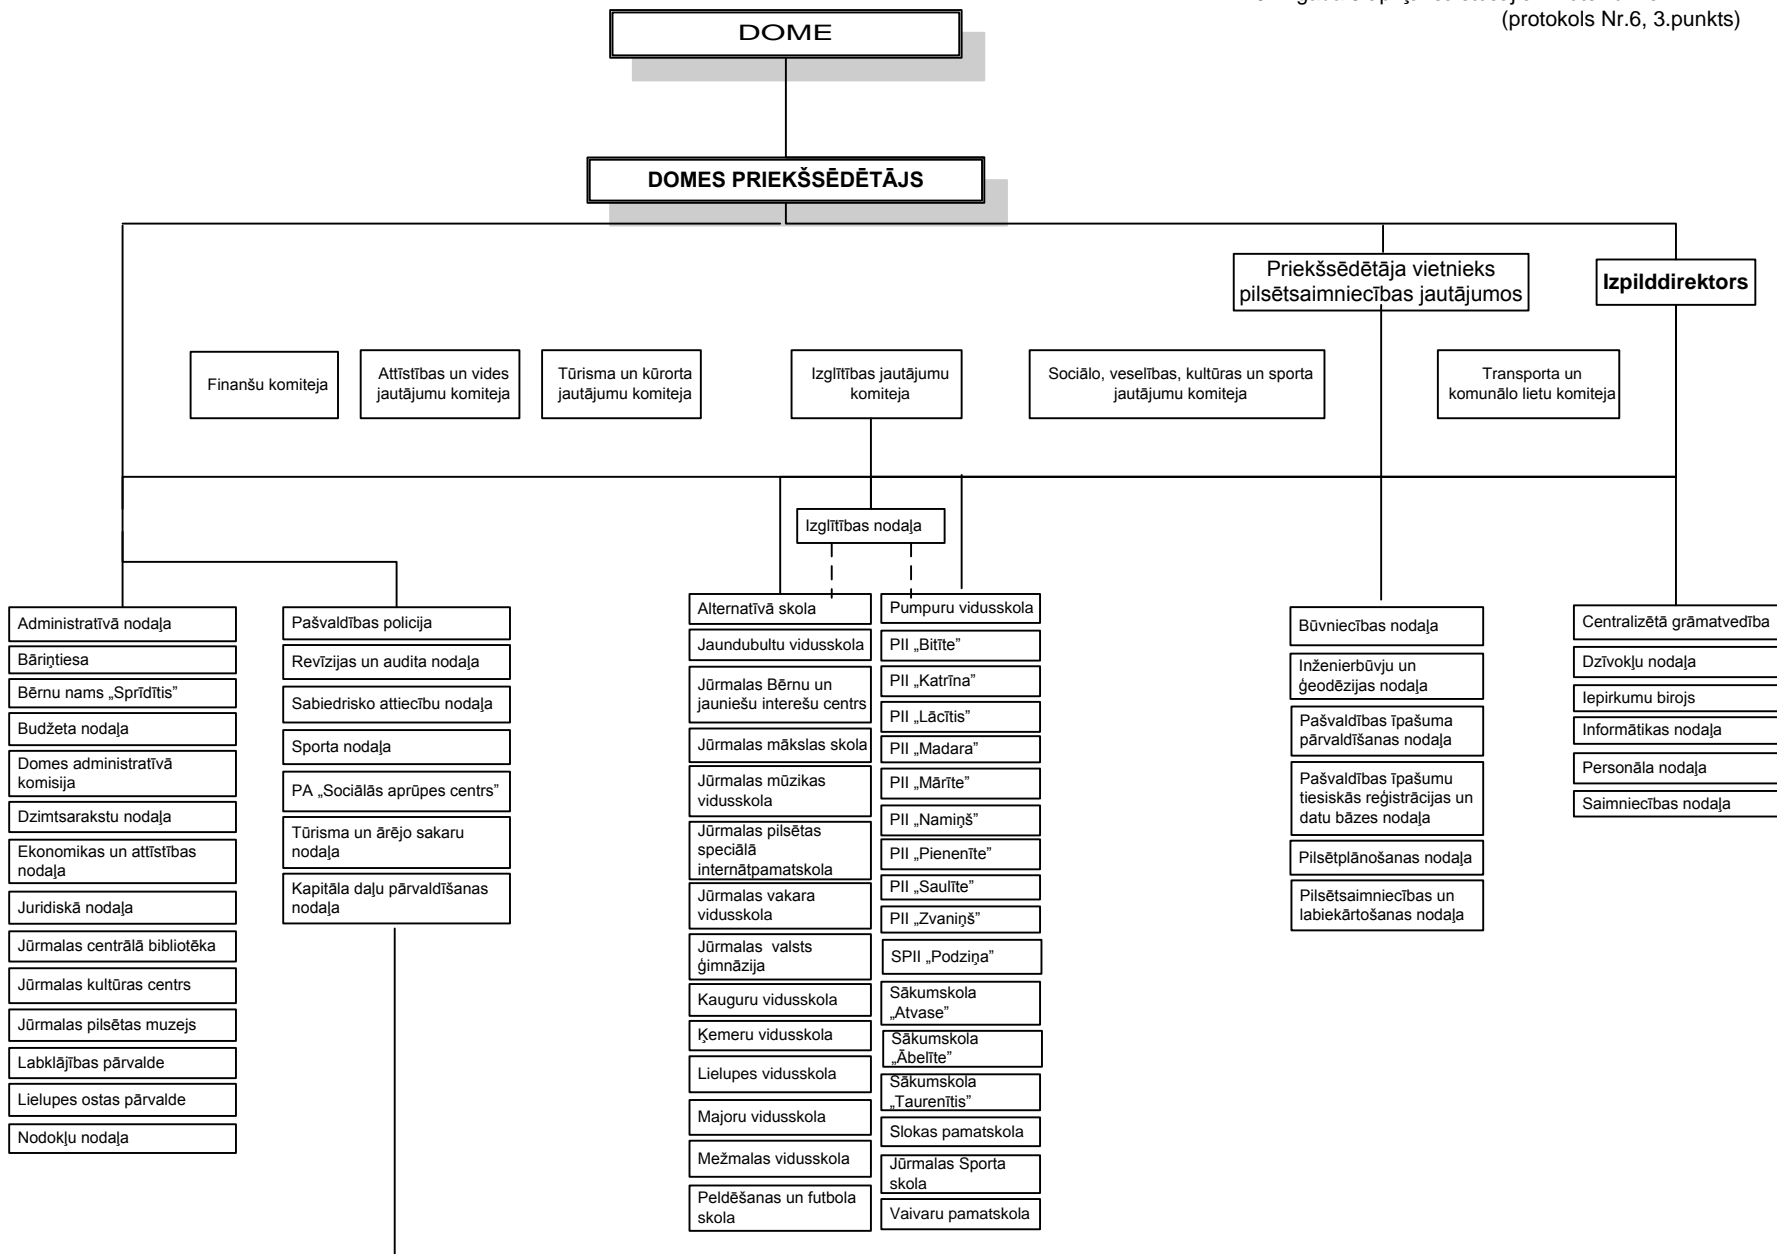 (protokols Nr.6, 3.punkts)
DOME
DOMES PRIEKŠSĒDĒTĀJS
Priekšsēdētāja vietnieks
pilsētsaimniecības jautājumos
Izpilddirektors
Finanšu komiteja
Attīstības un vides
jautājumu komiteja
Tūrisma un kūrorta
jautājumu komiteja
Izglītības jautājumu
komiteja
Sociālo, veselības, kultūras un sporta
jautājumu komiteja
Transporta un
komunālo lietu komiteja
Izglītības nodaļa
Administratīvā nodaļa
Bāriņtiesa
Bērnu nams „Sprīdītis”
Budžeta nodaļa
Domes administratīvā
komisija
Dzimtsarakstu nodaļa
Ekonomikas un attīstības
nodaļa
Juridiskā nodaļa
Jūrmalas centrālā bibliotēka
Jūrmalas kultūras centrs
Jūrmalas pilsētas muzejs
Labklājības pārvalde
Lielupes ostas pārvalde
Nodokļu nodaļa
Pašvaldības policija
Revīzijas un audita nodaļa
Sabiedrisko attiecību nodaļa
Sporta nodaļa
PA „Sociālās aprūpes centrs”
Tūrisma un ārējo sakaru
nodaļa
Kapitāla daļu pārvaldīšanas
nodaļa
Alternatīvā skola
Jaundubultu vidusskola
Jūrmalas Bērnu un
jauniešu interešu centrs
Jūrmalas mākslas skola
Jūrmalas mūzikas
vidusskola
Jūrmalas pilsētas
speciālā
internātpamatskola
Jūrmalas vakara
vidusskola
Jūrmalas valsts
ģimnāzija
Kauguru vidusskola
Ķemeru vidusskola
Lielupes vidusskola
Majoru vidusskola
Mežmalas vidusskola
Peldēšanas un futbola
skola
Pumpuru vidusskola
PII „Bitīte”
PII „Katrīna”
PII „Lācītis”
PII „Madara”
PII „Mārīte”
PII „Namiņš”
PII „Pienenīte”
PII „Saulīte”
PII „Zvaniņš”
SPII „Podziņa”
Sākumskola
„Atvase”
Sākumskola
„Ābelīte”
Sākumskola
„Taurenītis”
Slokas pamatskola
Jūrmalas Sporta
skola
Vaivaru pamatskola
Būvniecības nodaļa
Inženierbūvju un
ģeodēzijas nodaļa
Pašvaldības īpašuma
pārvaldīšanas nodaļa
Pašvaldības īpašumu
tiesiskās reģistrācijas un
datu bāzes nodaļa
Pilsētplānošanas nodaļa
Pilsētsaimniecības un
labiekārtošanas nodaļa
Centralizētā grāmatvedība
Dzīvokļu nodaļa
Iepirkumu birojs
Informātikas nodaļa
Personāla nodaļa
Saimniecības nodaļa